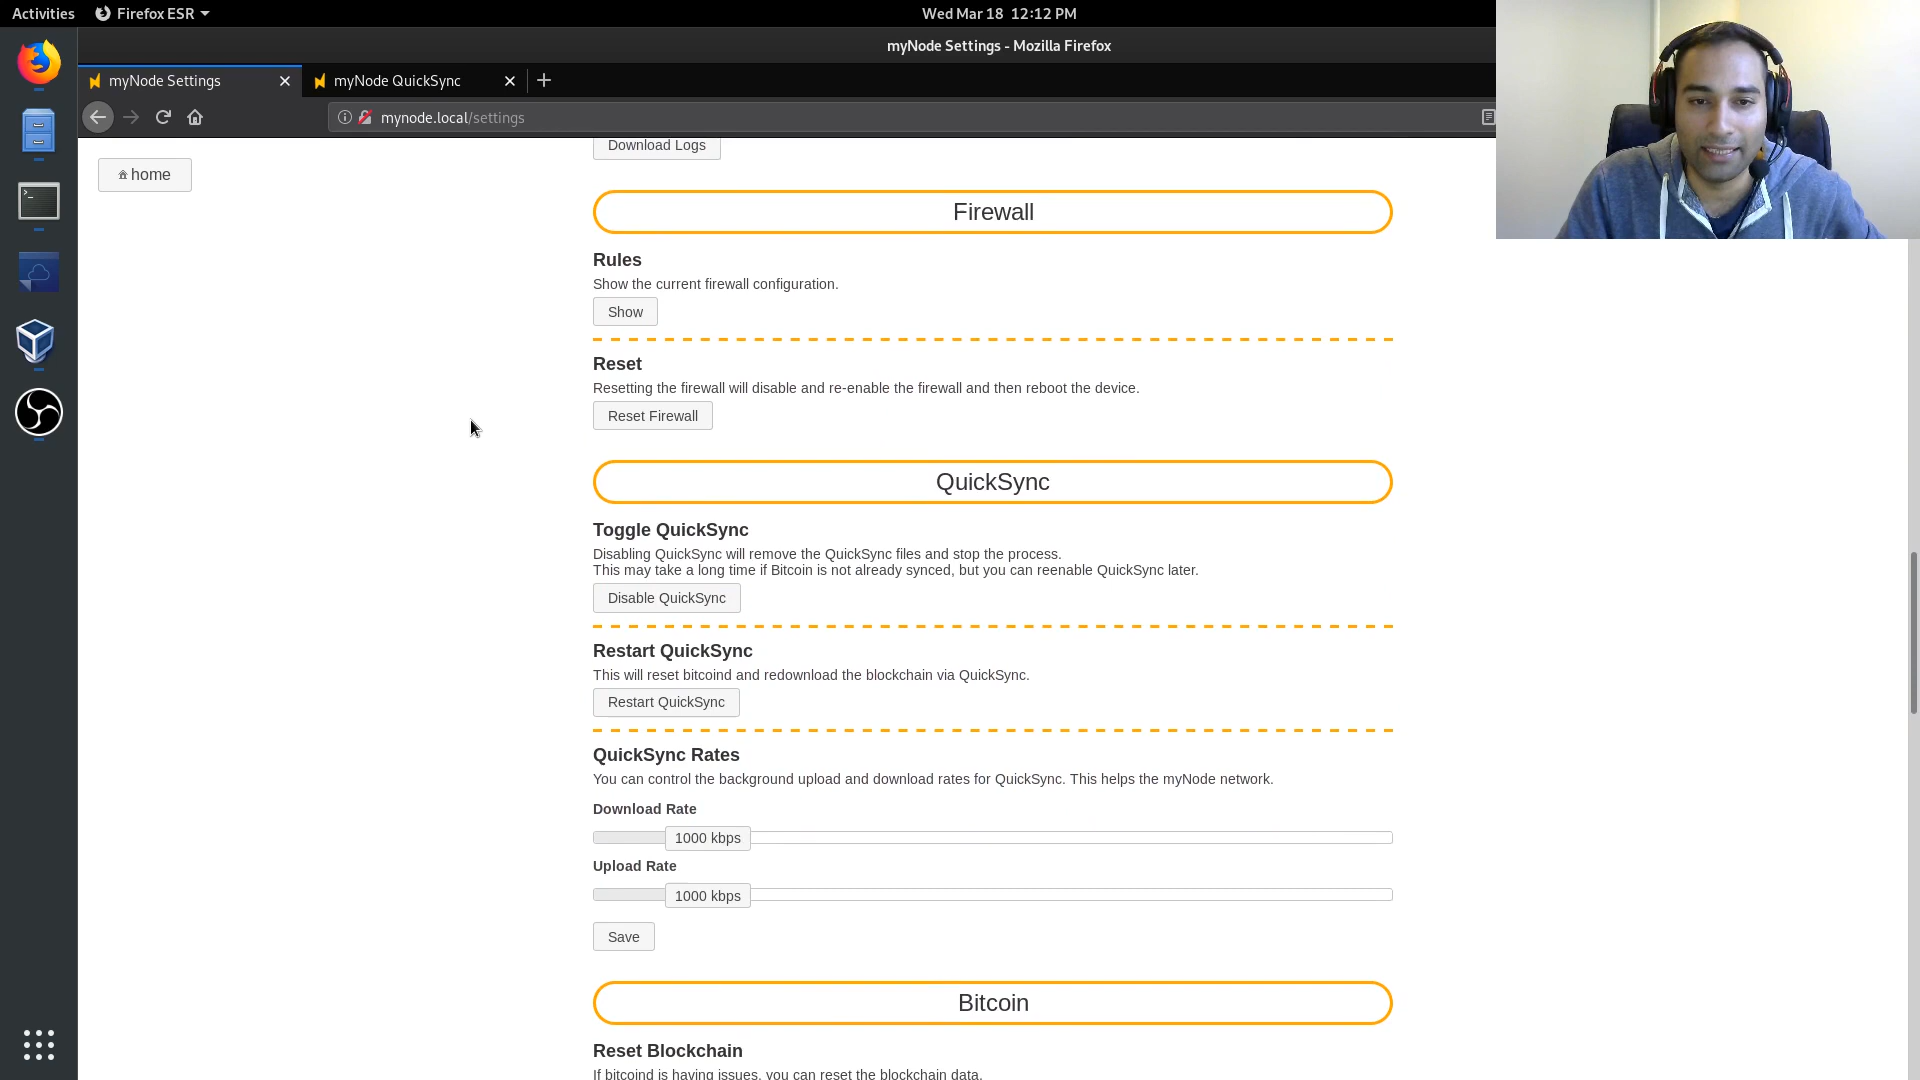 Activities
Firefox ESR
Wed Mar 18 12:12 PM
myNode Settings - Mozilla Firefox
myNode Settings
myNode QuickSync
mynode.local/settings
home
Download Logs
Firewall
Rules
Show the current firewall configuration.
Show
Reset
Resetting the firewall will disable and re-enable the firewall and then reboot the device.
Reset Firewall
QuickSync
Toggle QuickSync
Disabling QuickSync will remove the QuickSync files and stop the process.
This may take a long time if Bitcoin is not already synced, but you can reenable QuickSync later.
Disable QuickSync
Restart QuickSync
This will reset bitcoind and redownload the blockchain via QuickSync.
Restart QuickSync
QuickSync Rates
You can control the background upload and download rates for QuickSync. This helps the myNode network.
Download Rate
1000 kbps
Upload Rate
1000 kbps
Save
Bitcoin
Reset Blockchain
If bitcoind is having issues, you can reset the blockchain data.